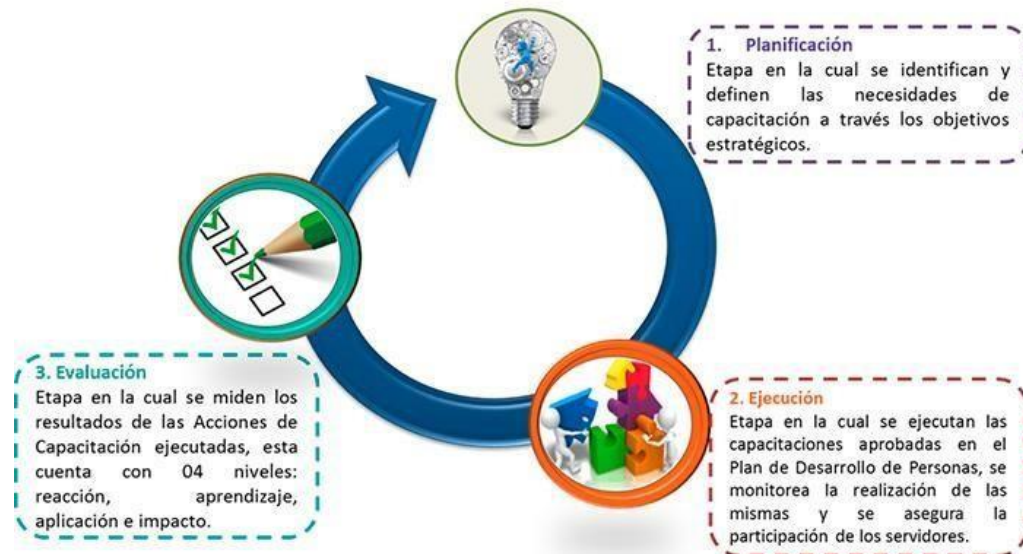 1. Planificación
Etapa en la cual se identifican y
definen las necesidades de
capacitación a través los objetivos
estratégicos.
2. Ejecución
Etapa en la cual se ejecutan las
capacitaciones aprobadas en el
Plan de Desarrollo de Personas, se
monitorea la realización de las
mismas y se asegura la
participación de los servidores.
3. Evaluación
Etapa en la cual se miden los
resultados de las Acciones de
Capacitación ejecutadas, esta
cuenta con 04 niveles:
reacción, aprendizaje,
aplicación e impacto.